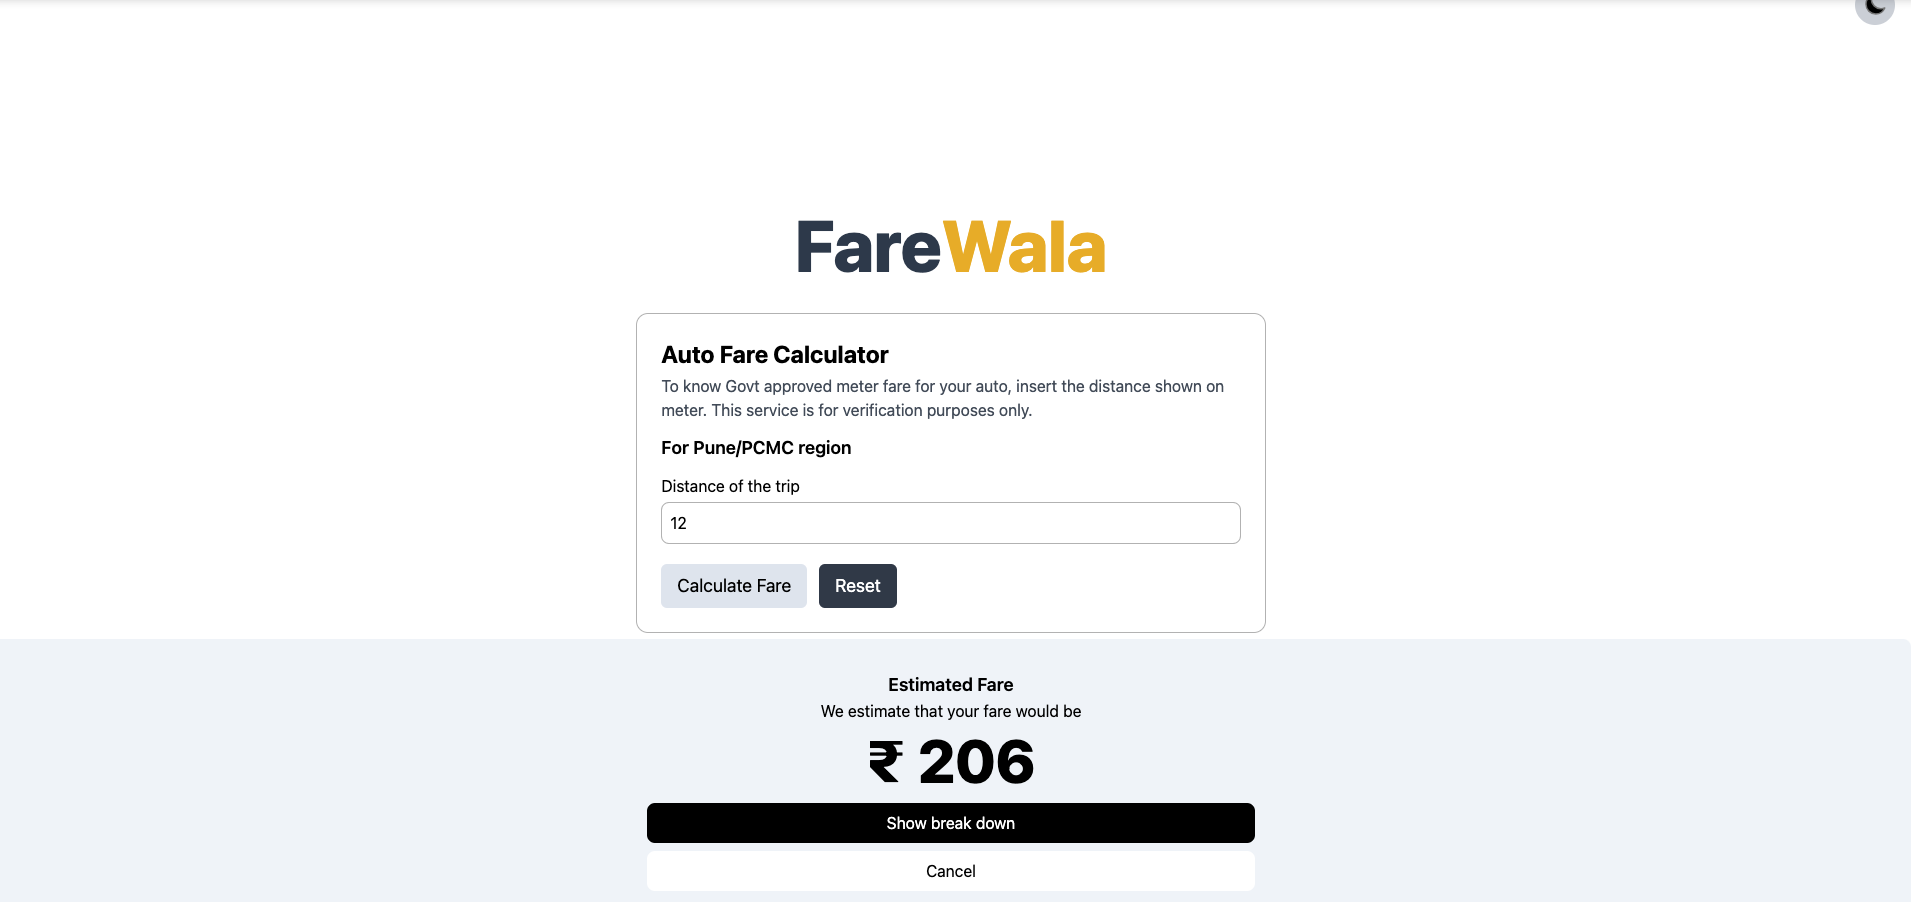 FareWala
Auto Fare Calculator
To know Govt approved meter fare for your auto, insert the distance shown on
meter. This service is for verification purposes only.
For Pune/PCMC region
Distance of the trip
12
Calculate Fare Reset
Estimated Fare
We estimate that your fare would be
₹ 206
Show break down
Cancel